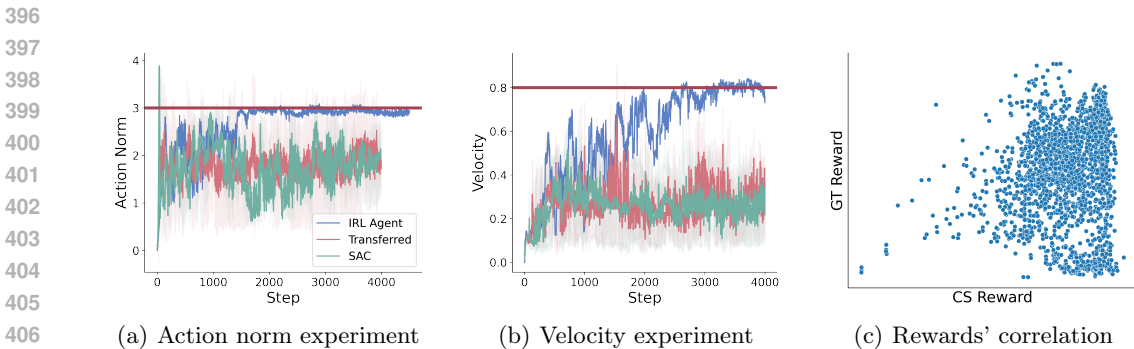 396
397
398
399
400
401
402
403
404
405
406
4
3
2
1
0
Action Norm
0 1000 2000 3000 4000
Step
IRL Agent
Transferred
SAC
0.8
0.6
0.4
0.2
0.0
Velocity
0 1000 2000 3000 4000
Step
GT Reward
CS Reward
(a) Action norm experiment
(b) Velocity experiment
(c) Rewards' correlation